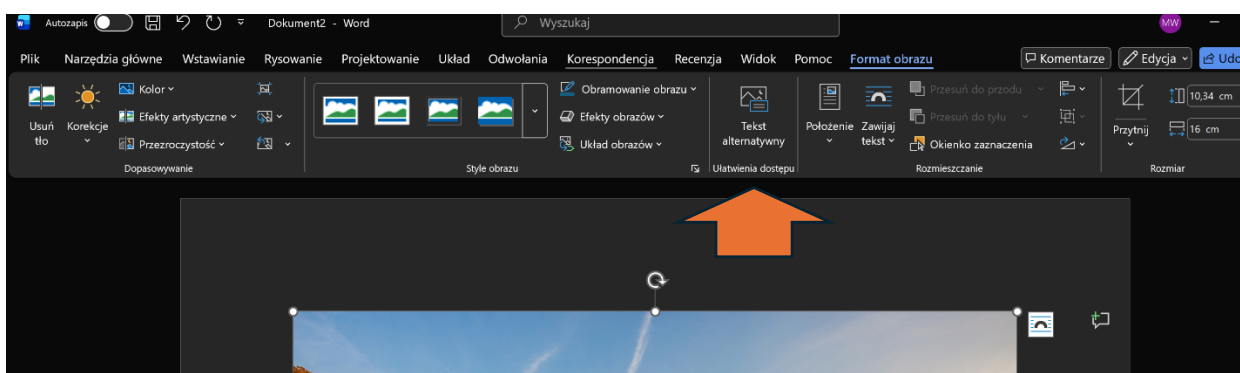 Autozapis Dokument2 - Word Wyszukaj MW
Plik Narzędzia główne Wstawianie Rysowanie Projektowanie Układ Odwołania Korespondencja Recenzja Widok Pomoc Format obrazu Komentarze Edycja Udo
Usuń tło
Korekcje
Kolor
Efekty artystyczne
Przezroczystość
Dopasowywanie
Obramowanie obrazu
Efekty obrazów
Układ obrazów
Style obrazu
Tekst alternatywny
Ułatwienia dostępu
Położenie
Zawijaj tekst
Przesuń do przodu
Przesuń do tyłu
Okienko zaznaczenia
Rozmieszczanie
Przytnij
10,34 cm
16 cm
Rozmiar